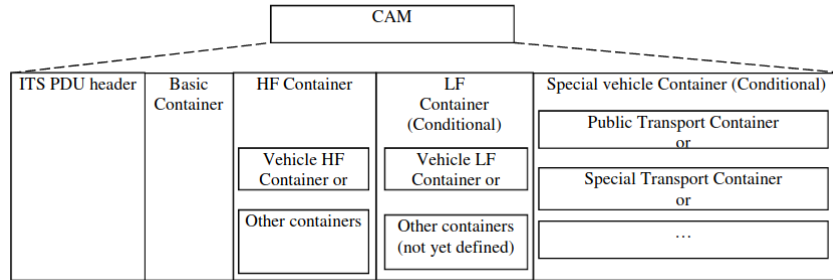 CAM
ITS PDU header
Basic
Container
HF Container
Vehicle HF
Container or
Other containers
LF
Container
(Conditional)
Vehicle LF
Container or
Other containers
(not yet defined)
Special vehicle Container (Conditional)
Public Transport Container
or
Special Transport Container
or
…